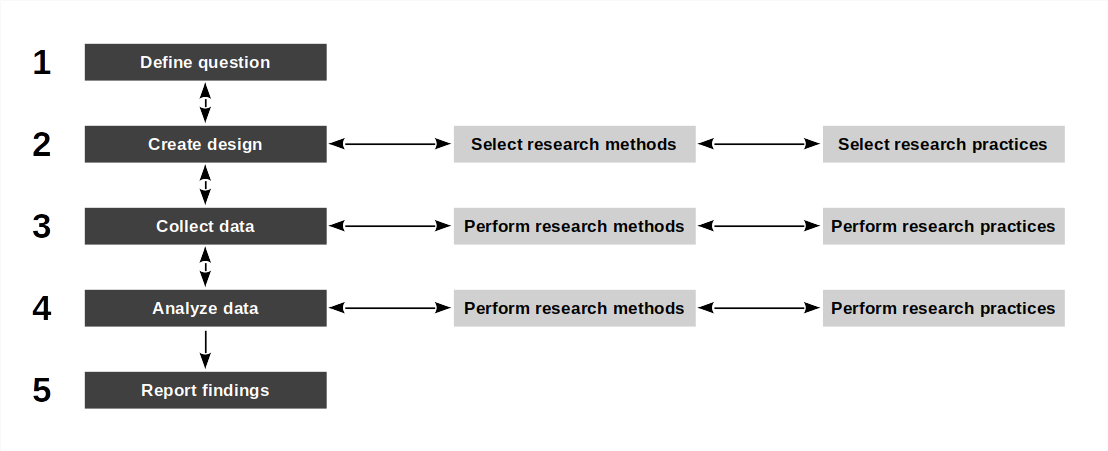 1 Define question
2 Create design Select research methods Select research practices
3 Collect data Perform research methods Perform research practices
4 Analyze data Perform research methods Perform research practices
5 Report findings